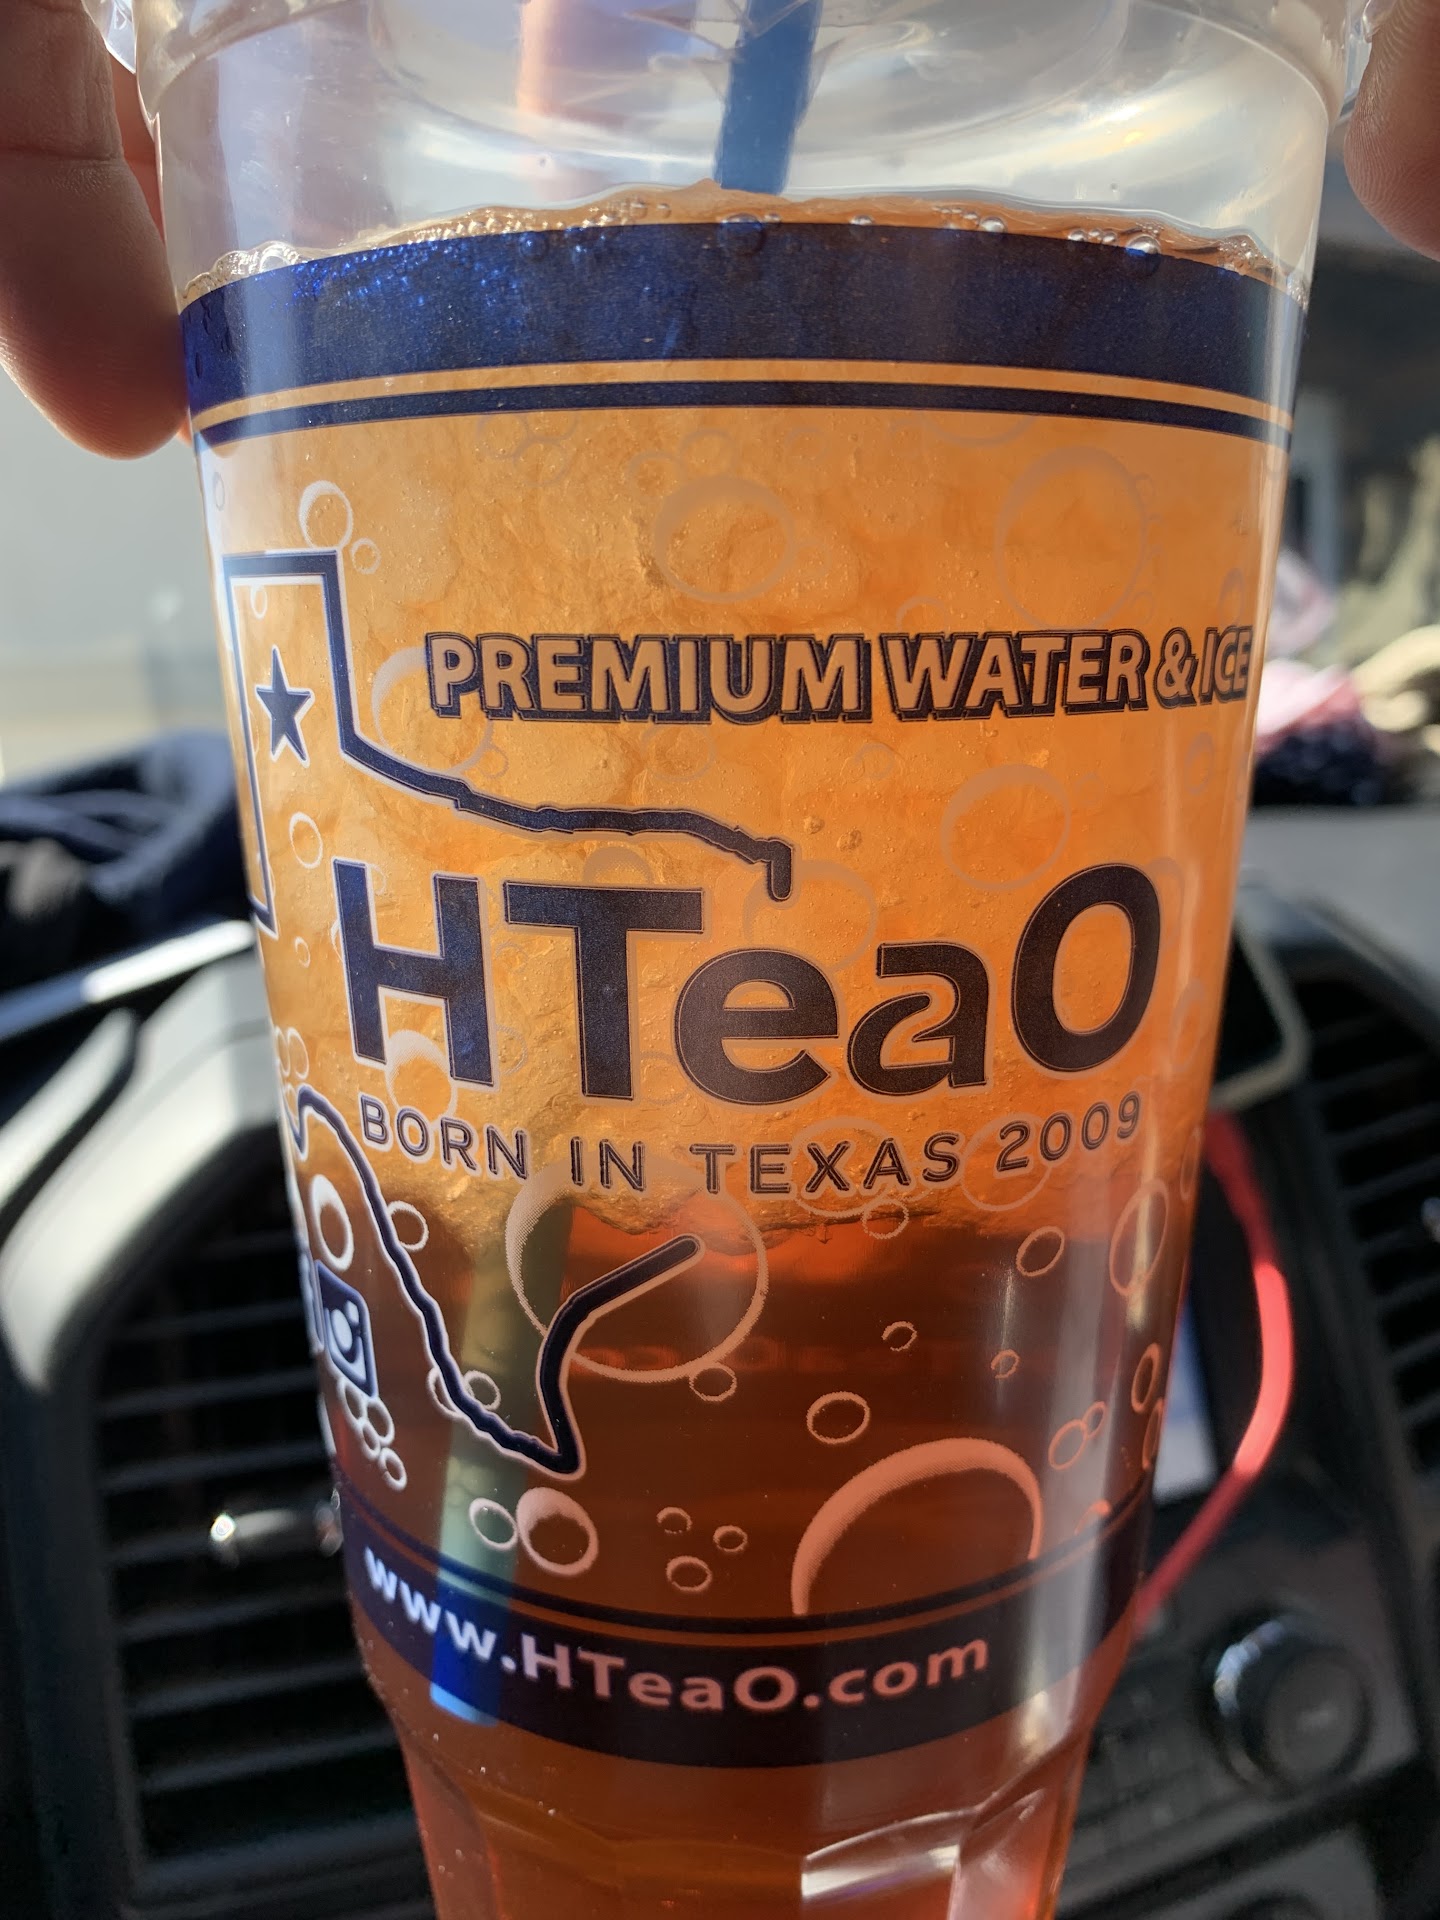 PREMIUM WATER & ICE
HTeaO
BORN IN TEXAS 2009
www.HTeaO.com